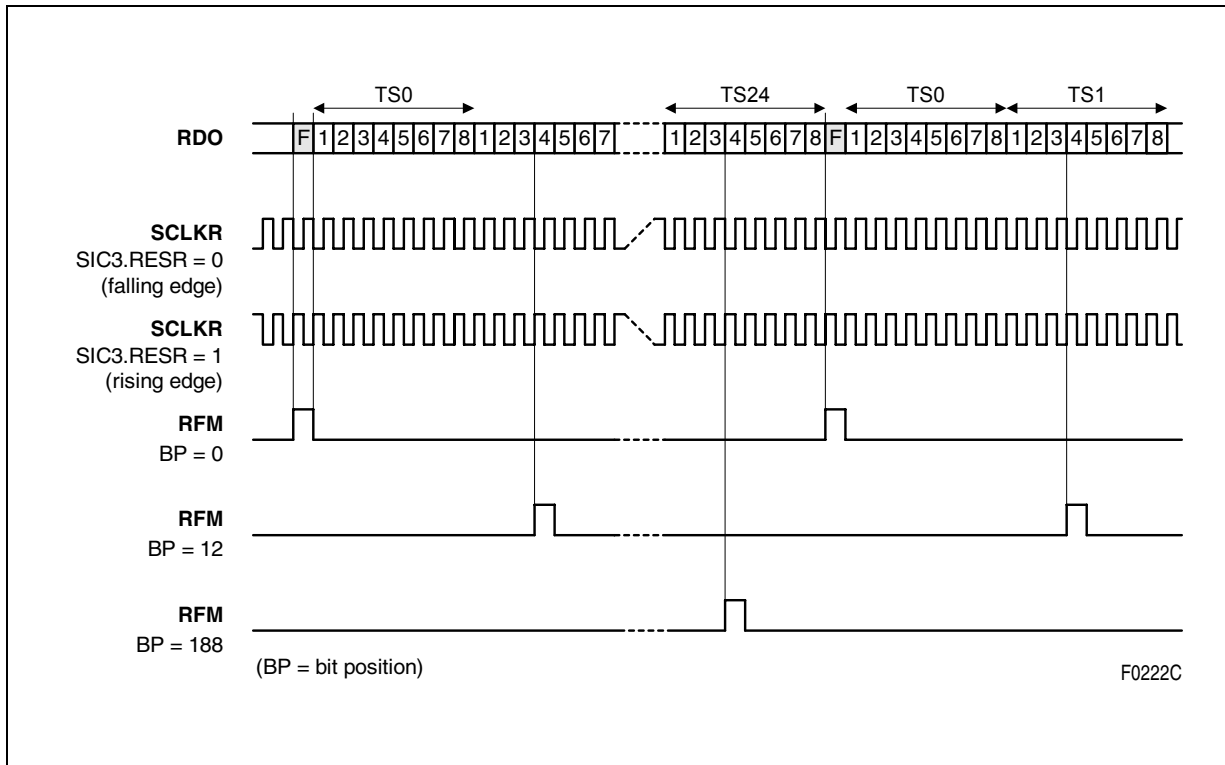 TS0 TS24 TS0 TS1
RDO F 1 2 3 4 5 6 7 8 1 2 3 4 5 6 7 1 2 3 4 5 6 7 8 F 1 2 3 4 5 6 7 8 1 2 3 4 5 6 7 8
SCLKR
SIC3.RESR = 0
(falling edge)
SCLKR
SIC3.RESR = 1
(rising edge)
RFM
BP = 0
RFM
BP = 12
RFM
BP = 188
(BP = bit position)
F0222C